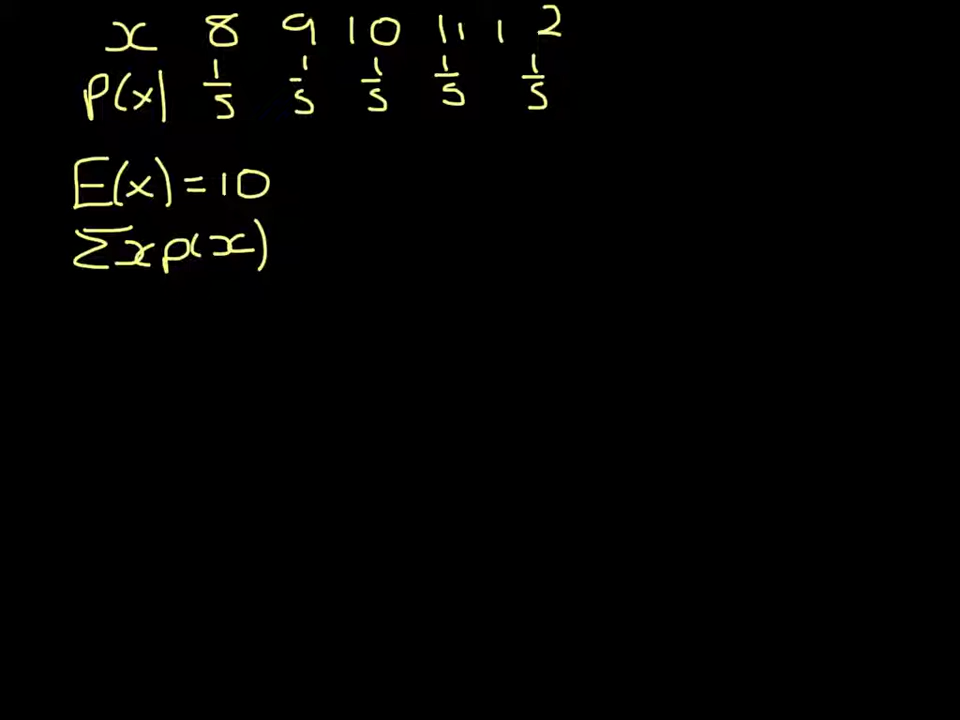 x 8 9 10 11 12
P(x) 1/5 1/5 1/5 1/5 1/5
E(x) = 10
Σxp(x)